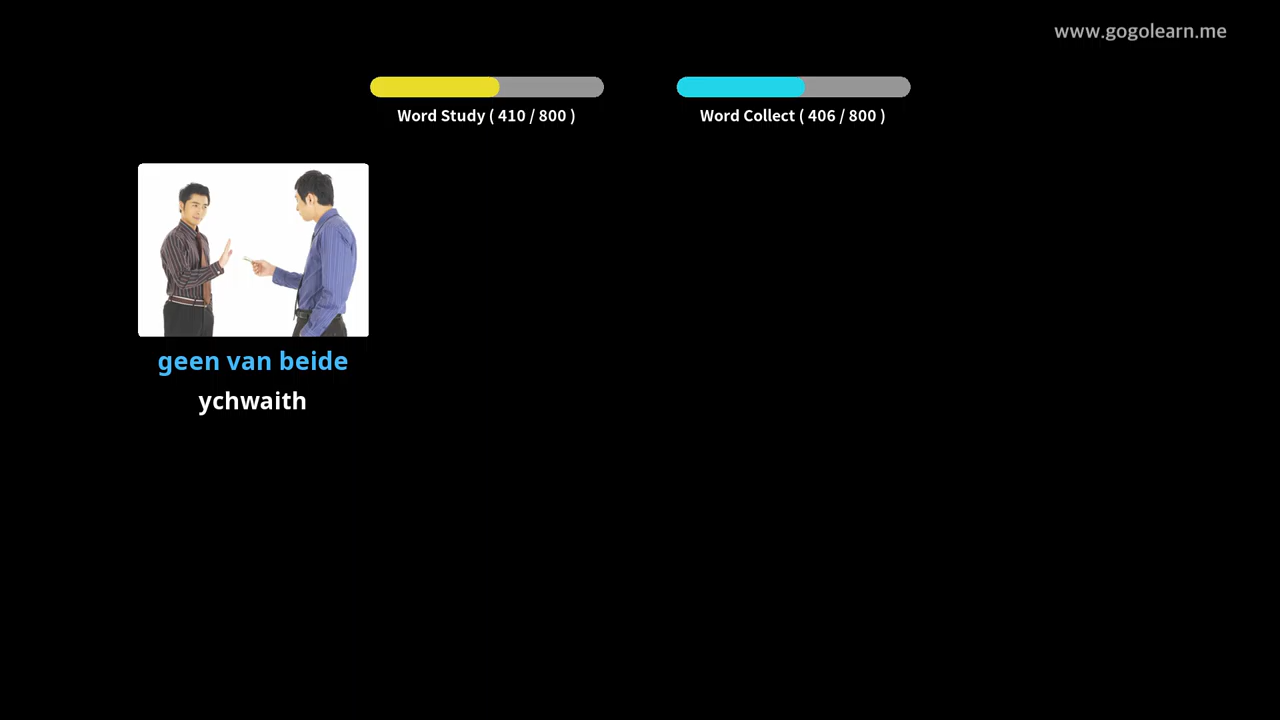 www.gogolearn.me
Word Study ( 410 / 800 )
Word Collect ( 406 / 800 )
geen van beide
ychwaith